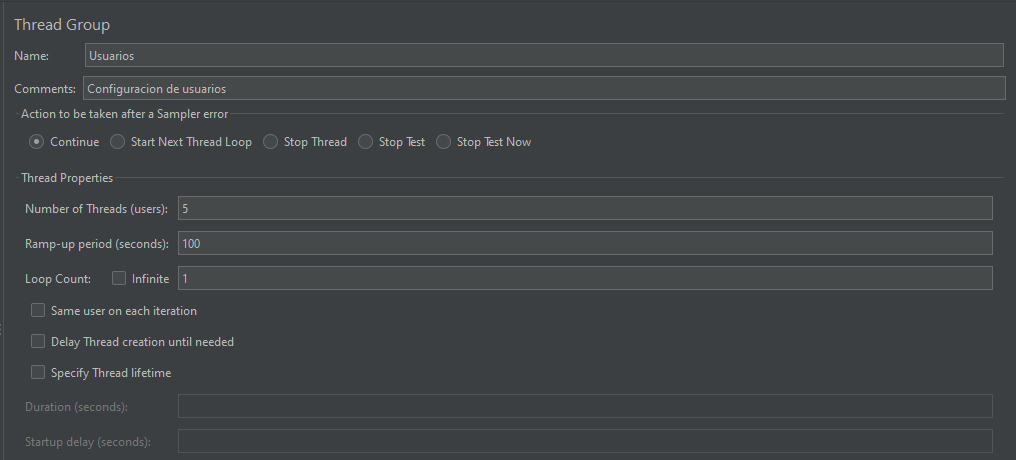 Thread Group
Name: Usuarios
Comments: Configuracion de usuarios
Action to be taken after a Sampler error
Continue Start Next Thread Loop Stop Thread Stop Test Stop Test Now
Thread Properties
Number of Threads (users): 5
Ramp-up period (seconds): 100
Loop Count: Infinite 1
Same user on each iteration
Delay Thread creation until needed
Specify Thread lifetime
Duration (seconds):
Startup delay (seconds):